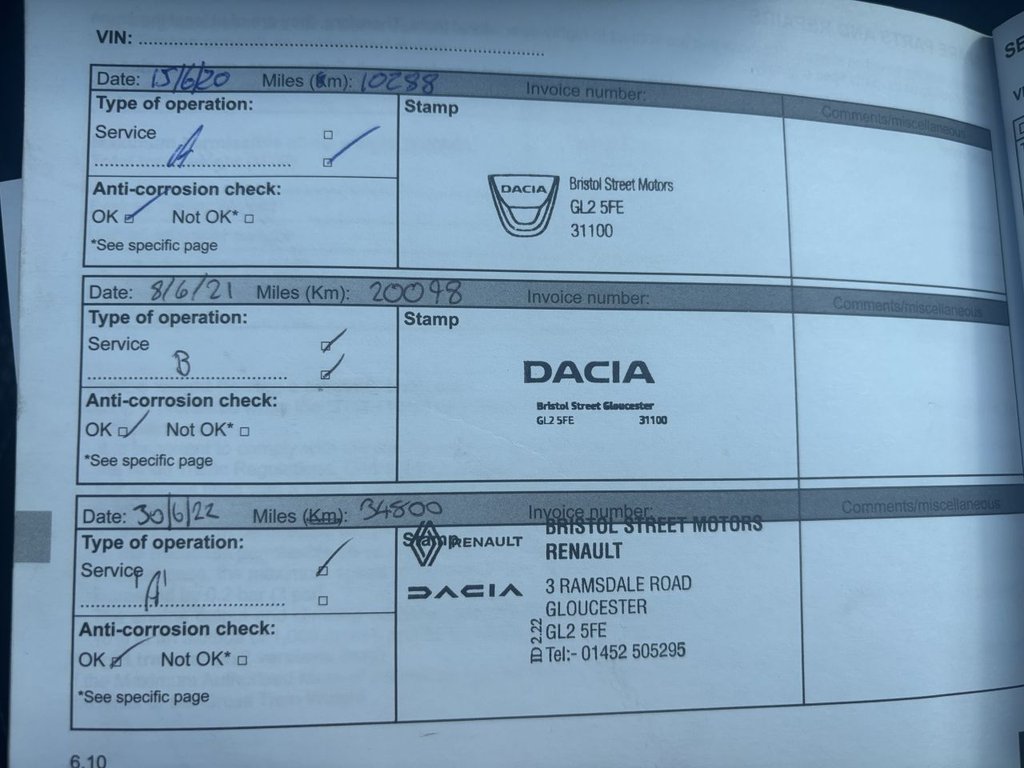 VIN: ........................................
Date: 15/6/20 Miles (Km): 10288 Invoice number: Comments/miscellaneous
Type of operation: Stamp
Service
A
Anti-corrosion check:
OK Not OK*
*See specific page
DACIA
Bristol Street Motors
GL2 5FE
31100
Date: 8/6/21 Miles (Km): 20098 Invoice number: Comments/miscellaneous
Type of operation: Stamp
Service
B
Anti-corrosion check:
OK Not OK*
*See specific page
DACIA
Bristol Street Gloucester
GL2 5FE 31100
Date: 30/6/22 Miles (Km): 34800 Invoice number: Comments/miscellaneous
Type of operation: Stamp
Service
'A'
Anti-corrosion check:
OK Not OK*
*See specific page
RENAULT
DACIA
BRISTOL STREET MOTORS
RENAULT
3 RAMSDALE ROAD
GLOUCESTER
GL2 5FE
Tel:- 01452 505295
ID 2.22
6.10
SE